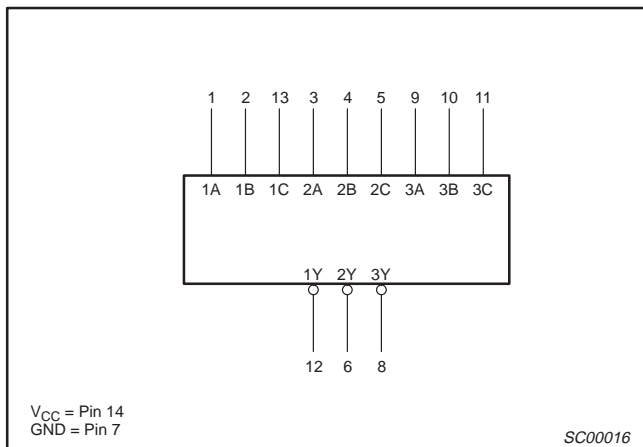 1 2 13 3 4 5 9 10 11
1A 1B 1C 2A 2B 2C 3A 3B 3C
1Y 2Y 3Y
12 6 8
VCC = Pin 14
GND = Pin 7
SC00016